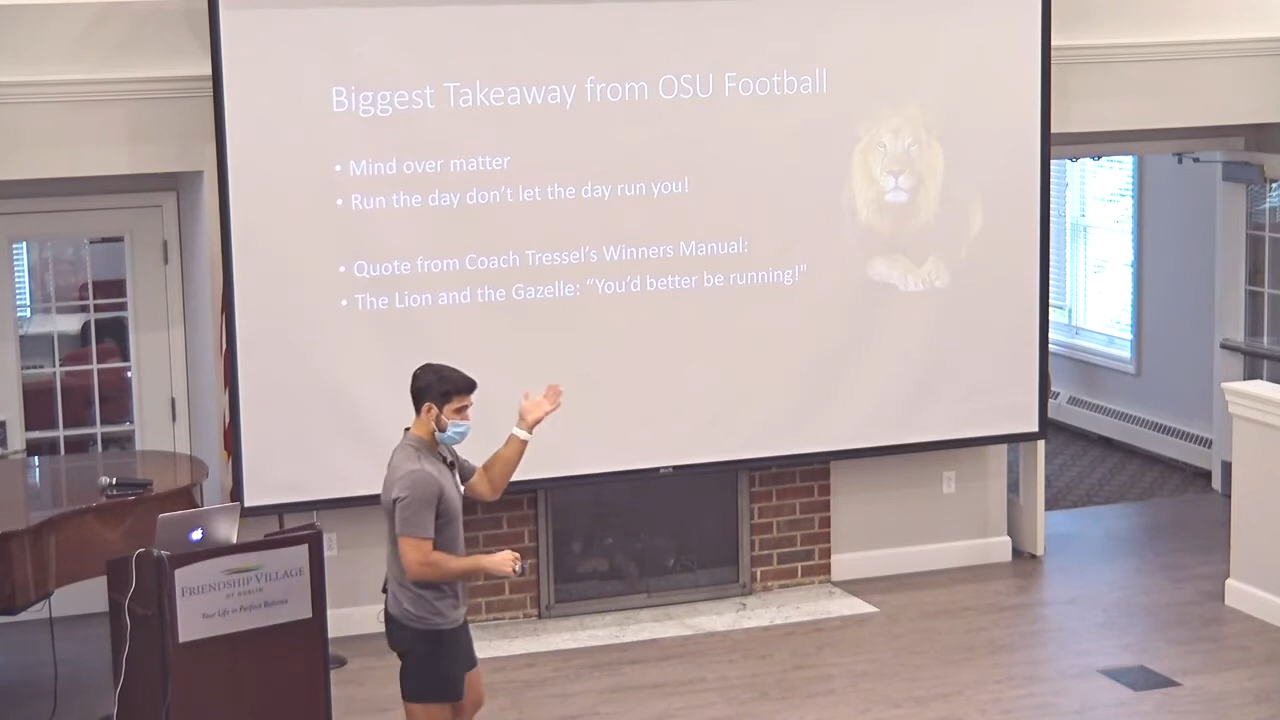 Biggest Takeaway from OSU Football
• Mind over matter
• Run the day don't let the day run you!
• Quote from Coach Tressel's Winners Manual:
• The Lion and the Gazelle: “You'd better be running!"
FRIENDSHIP VILLAGE
OF DUBLIN
Your Life in Perfect Balance